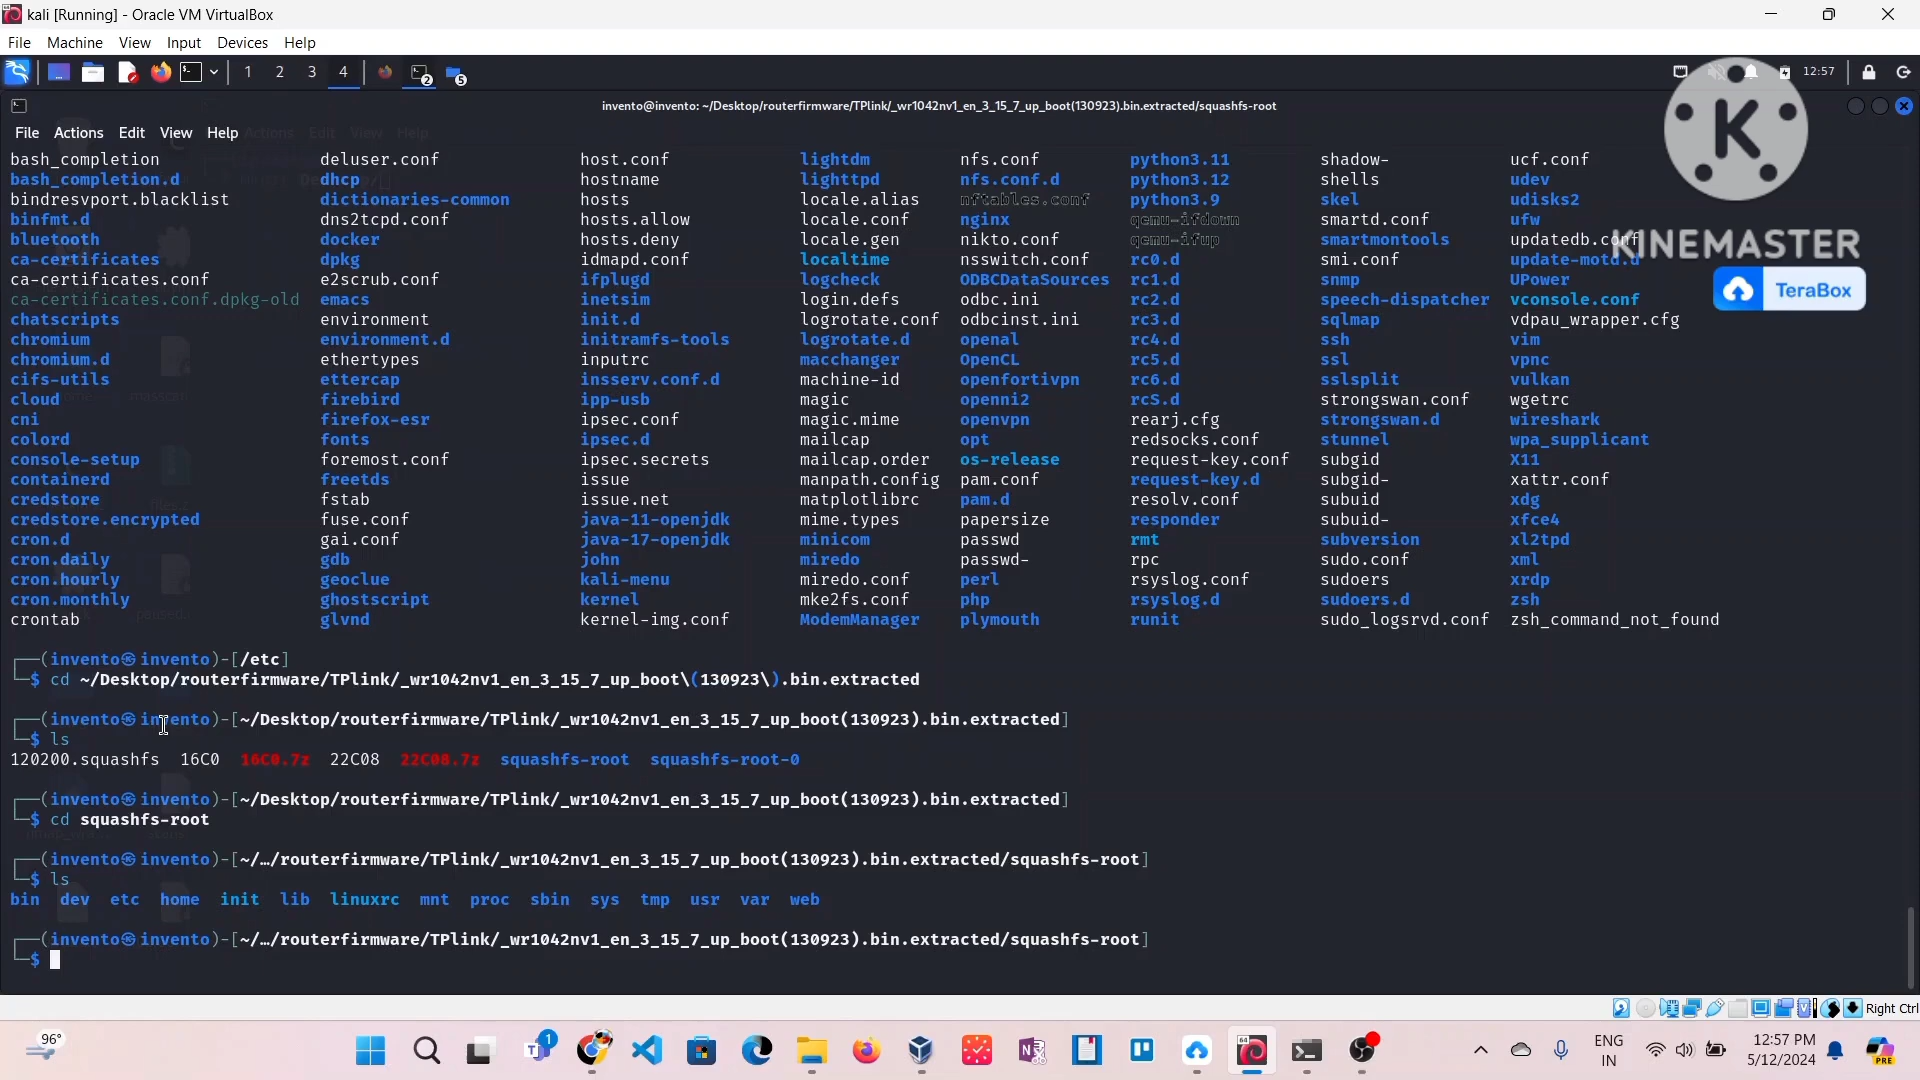 kali [Running] - Oracle VM VirtualBox
File Machine View Input Devices Help
1 2 3 4 2 5 12:57
invento@invento: ~/Desktop/routerfirmware/TPlink/_wr1042nv1_en_3_15_7_up_boot(130923).bin.extracted/squashfs-root
File Actions Edit View Help
bash_completion deluser.conf host.conf lightdm nfs.conf python3.11 shadow- ucf.conf
bash_completion.d dhcp hostname lighttpd nfs.conf.d python3.12 shells udev
bindresvport.blacklist dictionaries-common hosts locale.alias nftables.conf python3.9 skel udisks2
binfmt.d dns2tcpd.conf hosts.allow locale.conf nginx qemu-ifdown smartd.conf ufw
bluetooth docker hosts.deny locale.gen nikto.conf qemu-ifup smartmontools updatedb.conf
ca-certificates dpkg idmapd.conf localtime nsswitch.conf rc0.d smi.conf update-motd.d
ca-certificates.conf e2scrub.conf ifplugd logcheck ODBCDataSources rc1.d snmp UPower
ca-certificates.conf.dpkg-old emacs inetsim login.defs odbc.ini rc2.d speech-dispatcher vconsole.conf
chatscripts environment init.d logrotate.conf odbcinst.ini rc3.d sqlmap vdpau_wrapper.cfg
chromium environment.d initramfs-tools logrotate.d openal rc4.d ssh vim
chromium.d ethertypes inputrc macchanger OpenCL rc5.d ssl vpnc
cifs-utils ettercap insserv.conf.d machine-id openfortivpn rc6.d sslsplit vulkan
cloud firebird ipp-usb magic openni2 rcS.d strongswan.conf wgetrc
cni firefox-esr ipsec.conf magic.mime openvpn rearj.cfg strongswan.d wireshark
colord fonts ipsec.d mailcap opt redsocks.conf stunnel wpa_supplicant
console-setup foremost.conf ipsec.secrets mailcap.order os-release request-key.conf subgid X11
containerd freetds issue manpath.config pam.conf request-key.d subgid- xattr.conf
credstore fstab issue.net matplotlibrc pam.d resolv.conf subuid xdg
credstore.encrypted fuse.conf java-11-openjdk mime.types papersize responder subuid- xfce4
cron.d gai.conf java-17-openjdk minicom passwd rmt subversion xl2tpd
cron.daily gdb john miredo passwd- rpc sudo.conf xml
cron.hourly geoclue kali-menu miredo.conf perl rsyslog.conf sudoers xrdp
cron.monthly ghostscript kernel mke2fs.conf php rsyslog.d sudoers.d zsh
crontab glvnd kernel-img.conf ModemManager plymouth runit sudo_logsrvd.conf zsh_command_not_found
┌──(invento㉿invento)-[/etc]
└─$ cd ~/Desktop/routerfirmware/TPlink/_wr1042nv1_en_3_15_7_up_boot\(130923\).bin.extracted
┌──(invento㉿invento)-[~/Desktop/routerfirmware/TPlink/_wr1042nv1_en_3_15_7_up_boot(130923).bin.extracted]
└─$ ls
120200.squashfs 16C0 16C0.7z 22C08 22C08.7z squashfs-root squashfs-root-0
┌──(invento㉿invento)-[~/Desktop/routerfirmware/TPlink/_wr1042nv1_en_3_15_7_up_boot(130923).bin.extracted]
└─$ cd squashfs-root
┌──(invento㉿invento)-[~/…/routerfirmware/TPlink/_wr1042nv1_en_3_15_7_up_boot(130923).bin.extracted/squashfs-root]
└─$ ls
bin dev etc home init lib linuxrc mnt proc sbin sys tmp usr var web
┌──(invento㉿invento)-[~/…/routerfirmware/TPlink/_wr1042nv1_en_3_15_7_up_boot(130923).bin.extracted/squashfs-root]
└─$
K
KINEMASTER
TeraBox
Right Ctrl
96°
1
ENG
IN
12:57 PM
5/12/2024
PRE